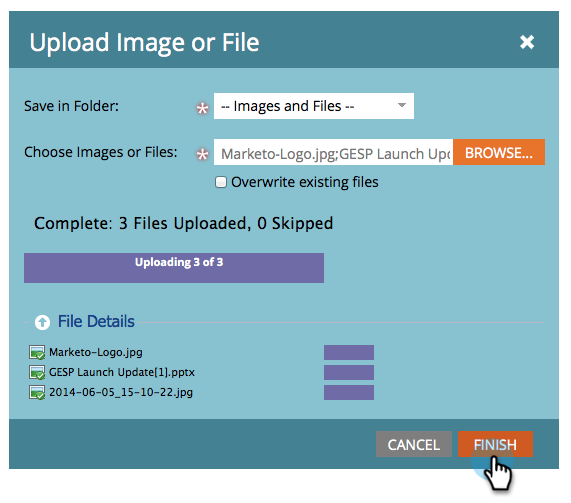 Upload Image or File
Save in Folder: * -- Images and Files --
Choose Images or Files: * Marketo-Logo.jpg;GESP Launch Upd BROWSE...
Overwrite existing files
Complete: 3 Files Uploaded, 0 Skipped
Uploading 3 of 3
File Details
Marketo-Logo.jpg
GESP Launch Update[1].pptx
2014-06-05_15-10-22.jpg
CANCEL FINISH